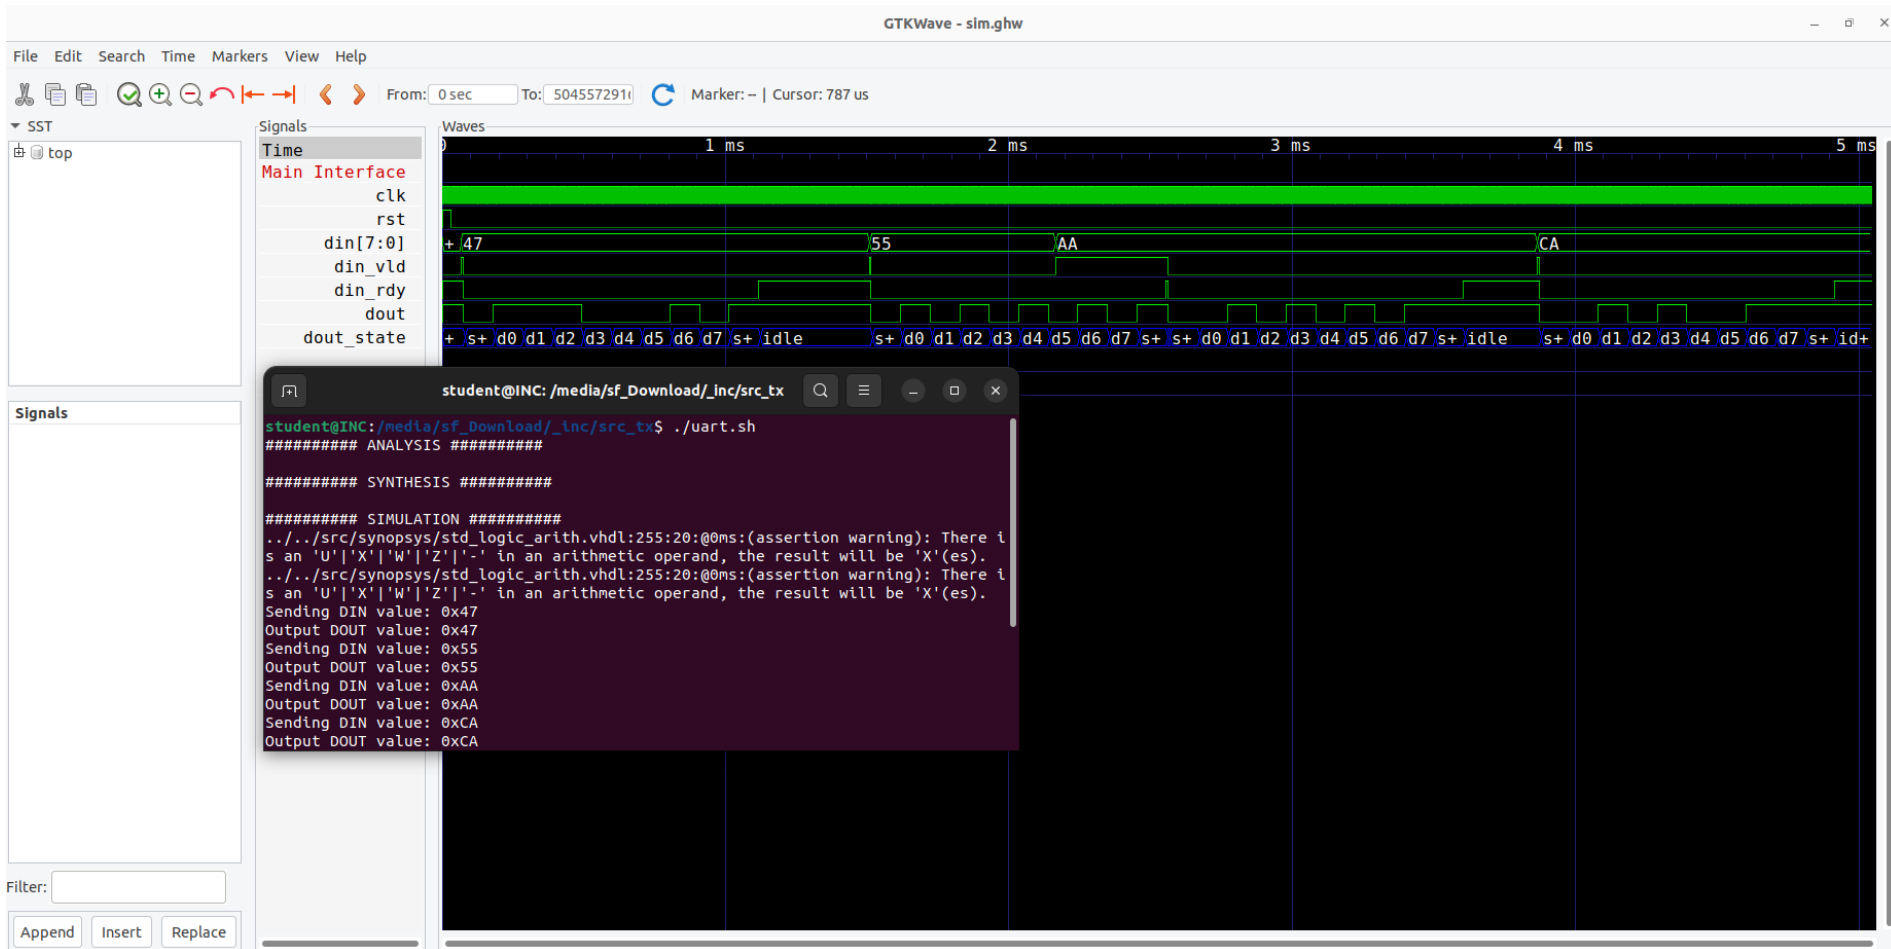 GTKWave - sim.ghw
File Edit Search Time Markers View Help
From: 0 sec To: 504557291( Marker: -- | Cursor: 787 us
SST
top
Signals
Time
Main Interface
clk
rst
din[7:0]
din_vld
din_rdy
dout
dout_state
Waves
0 1 ms 2 ms 3 ms 4 ms 5 ms
+ 47 55 AA CA
+ s+ d0 d1 d2 d3 d4 d5 d6 d7 s+ idle s+ d0 d1 d2 d3 d4 d5 d6 d7 s+ s+ d0 d1 d2 d3 d4 d5 d6 d7 s+ idle s+ d0 d1 d2 d3 d4 d5 d6 d7 s+ id+
student@INC: /media/sf_Download/_inc/src_tx
student@INC:/media/sf_Download/_inc/src_tx$ ./uart.sh
########## ANALYSIS ##########
########## SYNTHESIS ##########
########## SIMULATION ##########
../../src/synopsys/std_logic_arith.vhdl:255:20:@0ms:(assertion warning): There i
s an 'U'|'X'|'W'|'Z'|'-' in an arithmetic operand, the result will be 'X'(es).
../../src/synopsys/std_logic_arith.vhdl:255:20:@0ms:(assertion warning): There i
s an 'U'|'X'|'W'|'Z'|'-' in an arithmetic operand, the result will be 'X'(es).
Sending DIN value: 0x47
Output DOUT value: 0x47
Sending DIN value: 0x55
Output DOUT value: 0x55
Sending DIN value: 0xAA
Output DOUT value: 0xAA
Sending DIN value: 0xCA
Output DOUT value: 0xCA
Signals
Filter:
Append Insert Replace